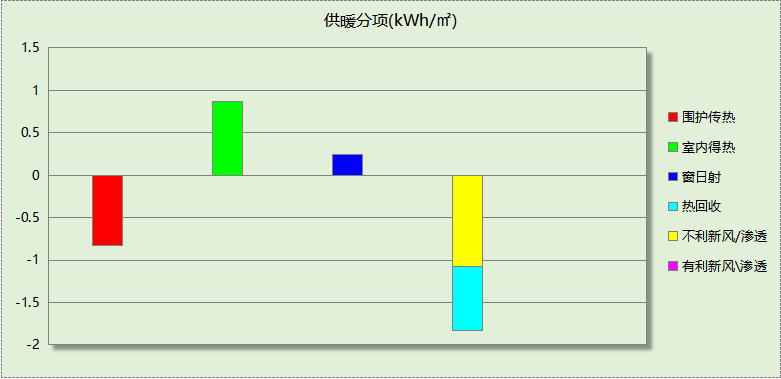 供暖分项(kWh/㎡)
1.5
1
0.5
0
-0.5
-1
-1.5
-2
围护传热
室内得热
窗日射
热回收
不利新风/渗透
有利新风\渗透